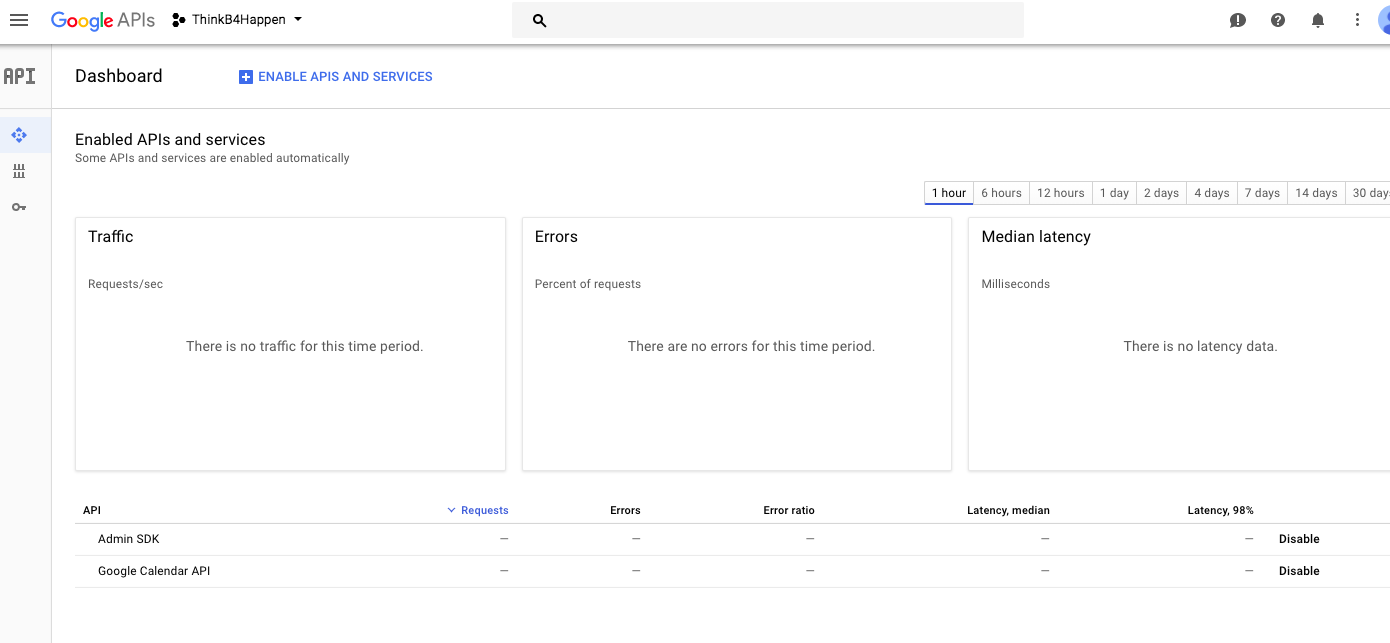 Google APIs ThinkB4Happen
API Dashboard ENABLE APIS AND SERVICES
Enabled APIs and services
Some APIs and services are enabled automatically
1 hour 6 hours 12 hours 1 day 2 days 4 days 7 days 14 days 30 days
Traffic Errors Median latency
Requests/sec Percent of requests Milliseconds
There is no traffic for this time period. There are no errors for this time period. There is no latency data.
API Requests Errors Error ratio Latency, median Latency, 98%
Admin SDK — — — — — Disable
Google Calendar API — — — — — Disable